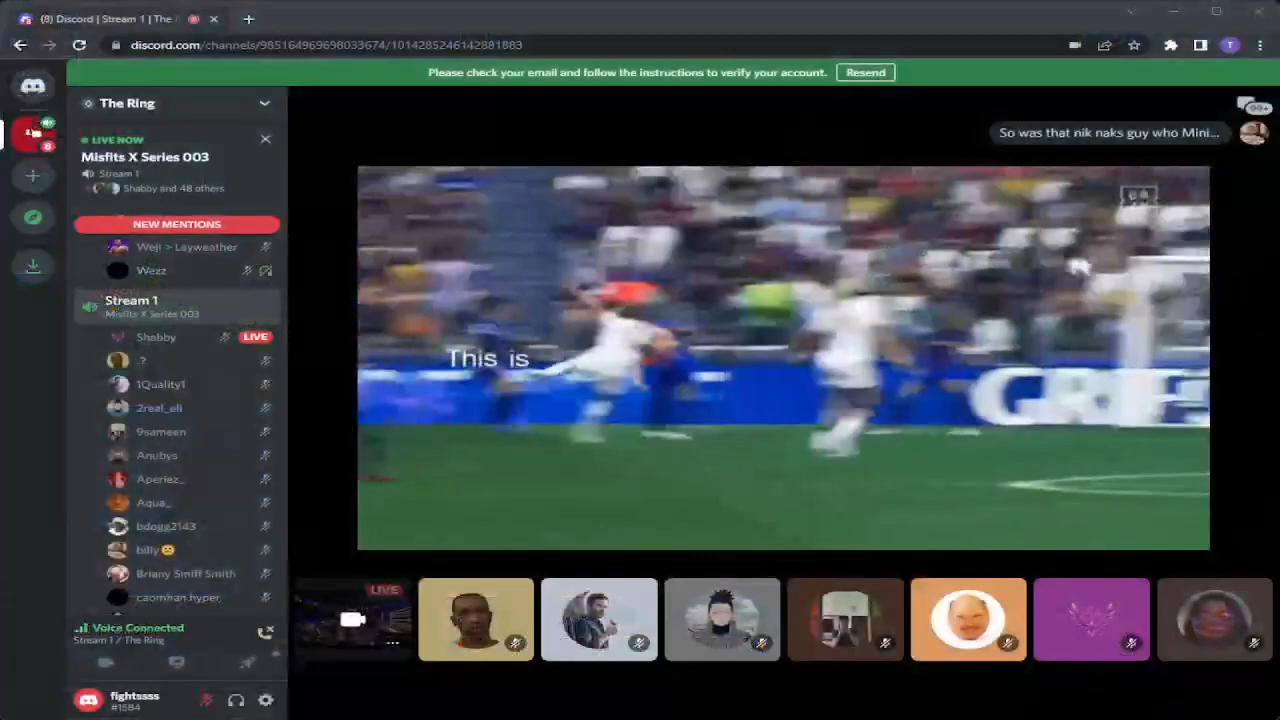 (8) Discord | Stream 1 | The
discord.com/channels/985164969698033674/1014285246142881883
T
Please check your email and follow the instructions to verify your account.
Resend
The Ring
99+
So was that nik naks guy who Mini...
LIVE NOW
Misfits X Series 003
Stream 1
8
Shabby and 48 others
NEW MENTIONS
Weji > Layweather
Wezz
Stream 1
Misfits X Series 003
Shabby
LIVE
.?
This is
1Quality1
2real_eli
9sameen
Anubys
Aperiez_
Aqua_
bdogg2143
billy
Briany Smiff Smith
caomhan.hyper
LIVE
Voice Connected
Stream 1 / The Ring
fightssss
#1584